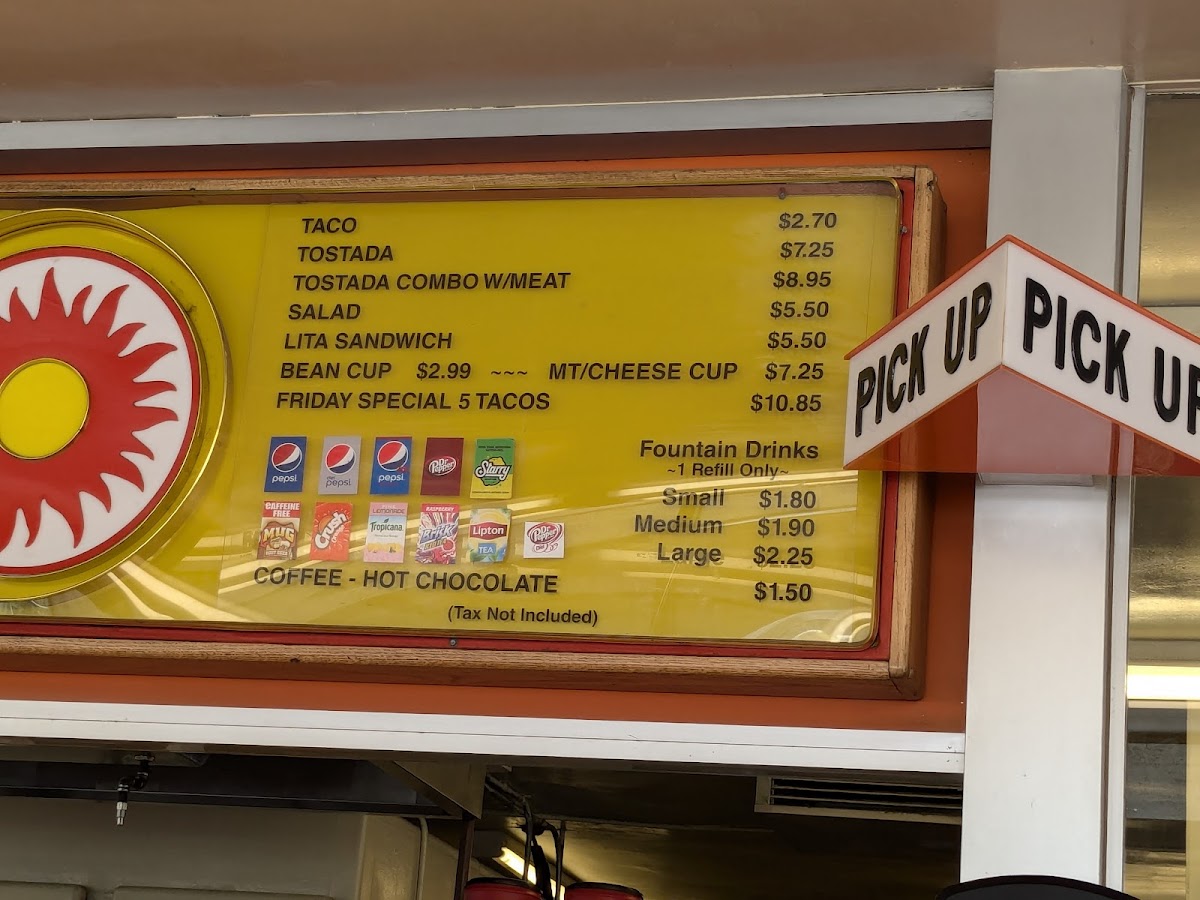 TACO $2.70
TOSTADA $7.25
TOSTADA COMBO W/MEAT $8.95
SALAD $5.50
LITA SANDWICH $5.50
BEAN CUP $2.99 ~~~ MT/CHEESE CUP $7.25
FRIDAY SPECIAL 5 TACOS $10.85
PICK UP PICK UP
pepsi diet pepsi pepsi Dr Pepper Starry
CAFFEINE FREE MUG Crush LEMONADE Tropicana RASPBERRY Brisk Lipton TEA Dr Pepper
Fountain Drinks
~1 Refill Only~
Small $1.80
Medium $1.90
Large $2.25
COFFEE - HOT CHOCOLATE $1.50
(Tax Not Included)